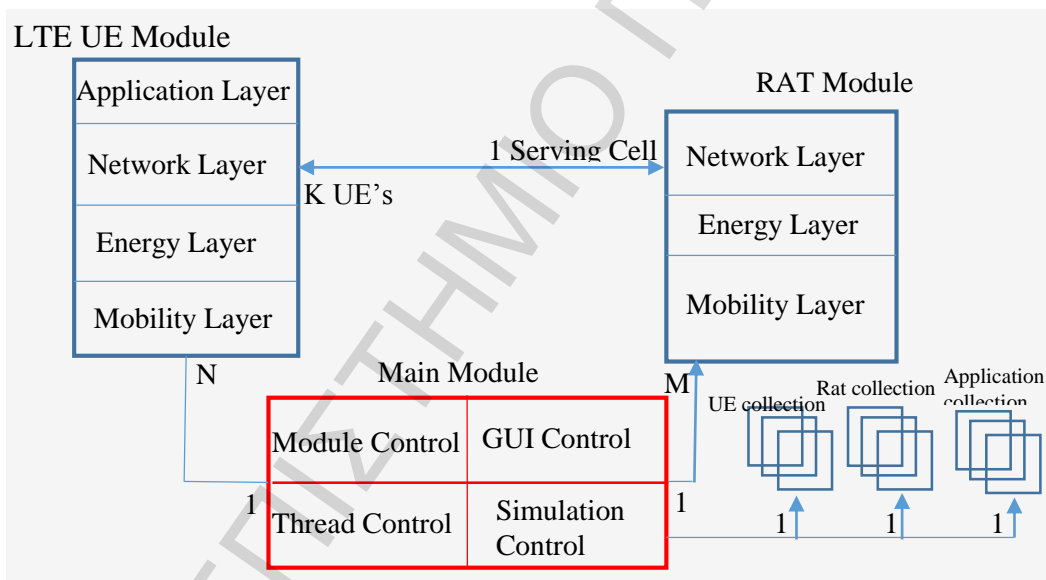 LTE UE Module
Application Layer
Network Layer
Energy Layer
Mobility Layer
RAT Module
Network Layer
Energy Layer
Mobility Layer
1 Serving Cell
K UE’s
N
1
Main Module
Module Control
GUI Control
Thread Control
Simulation
Control
M
1
UE collection
Rat collection
Application
collection
1
1
1